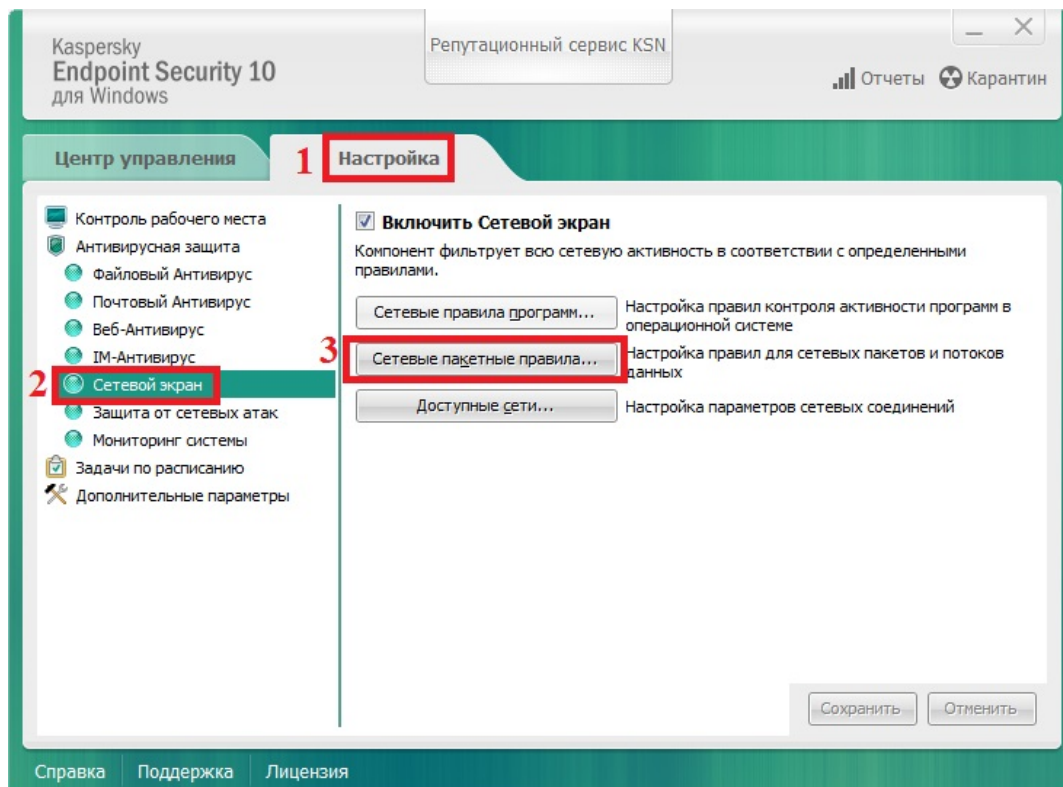 Kaspersky
Endpoint Security 10
для Windows
Репутационный сервис KSN
Отчеты
Карантин
Центр управления
1
Настройка
Контроль рабочего места
Антивирусная защита
Файловый Антивирус
Почтовый Антивирус
Веб-Антивирус
IM-Антивирус
2
Сетевой экран
Защита от сетевых атак
Мониторинг системы
Задачи по расписанию
Дополнительные параметры
Включить Сетевой экран
Компонент фильтрует всю сетевую активность в соответствии с определенными
правилами.
Сетевые правила программ...
Настройка правил контроля активности программ в
операционной системе
3
Сетевые пакетные правила...
Настройка правил для сетевых пакетов и потоков
данных
Доступные сети...
Настройка параметров сетевых соединений
Сохранить
Отменить
Справка
Поддержка
Лицензия